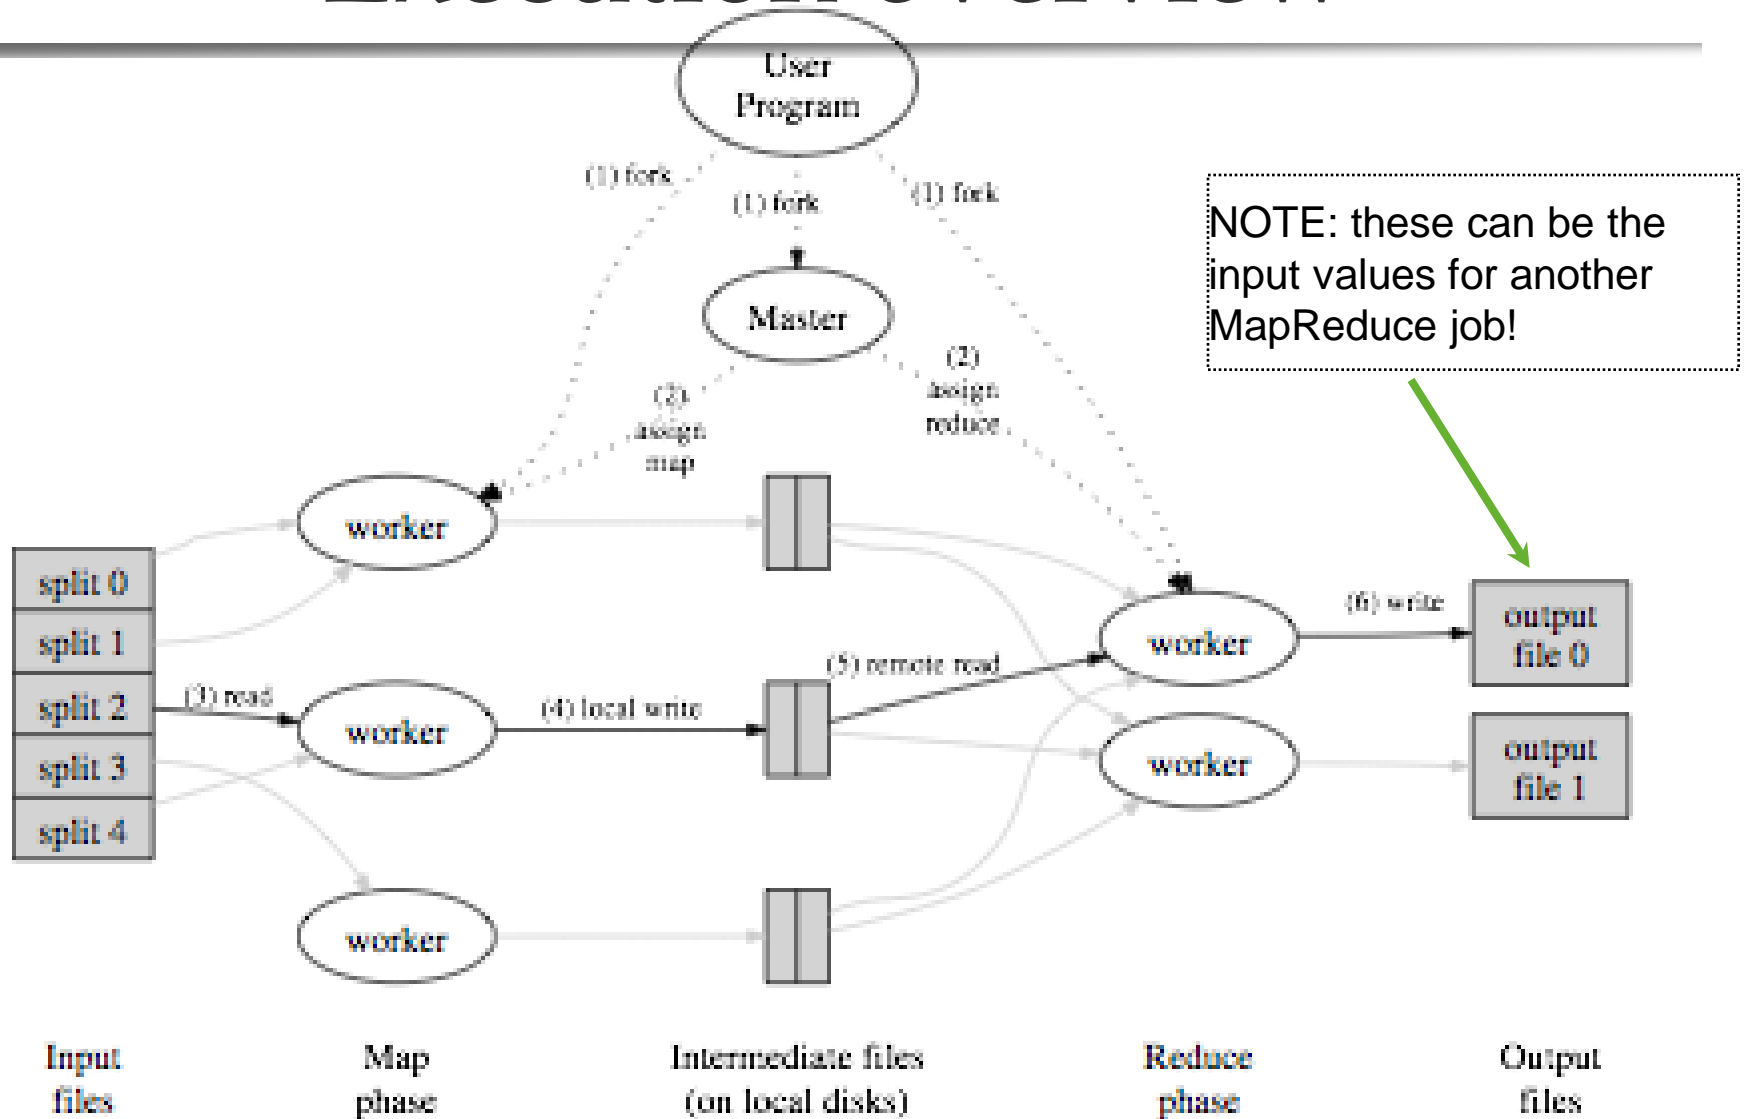 Execution overview
User
Program
(1) fork
(1) fork
(1) fork
NOTE: these can be the
input values for another
MapReduce job!
Master
(2)
assign
map
(2)
assign
reduce
worker
split 0
split 1
split 2
split 3
split 4
(3) read
worker
(4) local write
(5) remote read
worker
(6) write
output
file 0
worker
output
file 1
worker
Input
files
Map
phase
Intermediate files
(on local disks)
Reduce
phase
Output
files